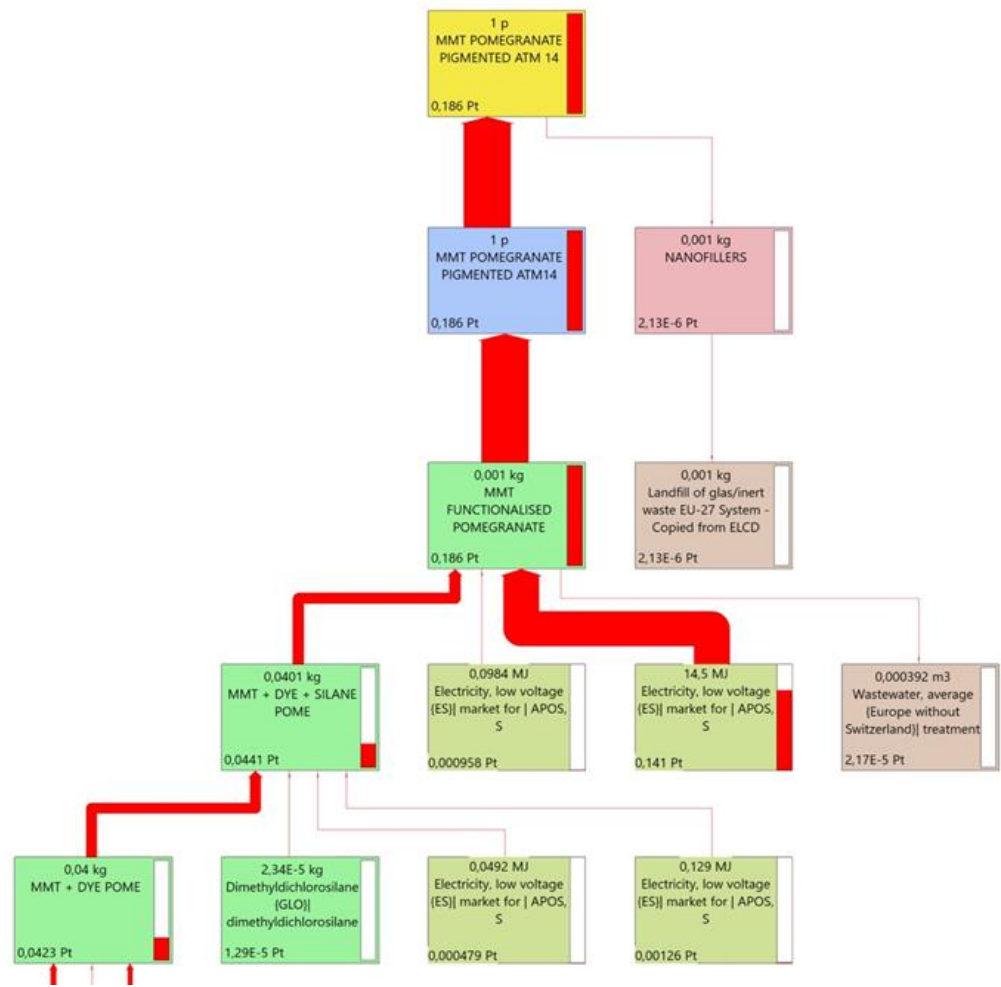 1 p
MMT POMEGRANATE
PIGMENTED ATM 14
0,186 Pt
1 p
MMT POMEGRANATE
PIGMENTED ATM14
0,186 Pt
0,001 kg
NANOFILLERS
2,13E-6 Pt
0,001 kg
MMT
FUNCTIONALISED
POMEGRANATE
0,186 Pt
0,001 kg
Landfill of glas/inert
waste EU-27 System -
Copied from ELCD
2,13E-6 Pt
0,0401 kg
MMT + DYE + SILANE
POME
0,0441 Pt
0,0984 MJ
Electricity, low voltage
{ES}| market for | APOS,
S
0,000958 Pt
14,5 MJ
Electricity, low voltage
{ES}| market for | APOS,
S
0,141 Pt
0,000392 m3
Wastewater, average
{Europe without
Switzerland}| treatment
2,17E-5 Pt
0,04 kg
MMT + DYE POME
0,0423 Pt
2,34E-5 kg
Dimethyldichlorosilane
{GLO}|
dimethyldichlorosilane
1,29E-5 Pt
0,0492 MJ
Electricity, low voltage
{ES}| market for | APOS,
S
0,000479 Pt
0,129 MJ
Electricity, low voltage
{ES}| market for | APOS,
S
0,00126 Pt